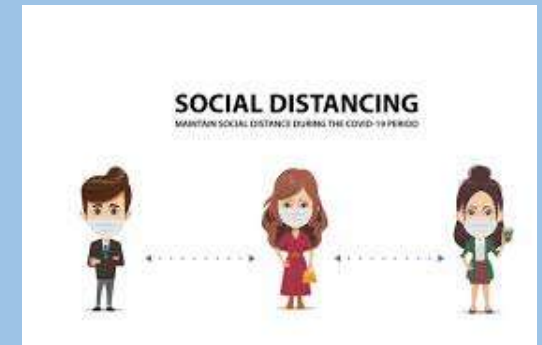 SOCIAL DISTANCING
MAINTAIN SOCIAL DISTANCE DURING THE COVID-19 PERIOD